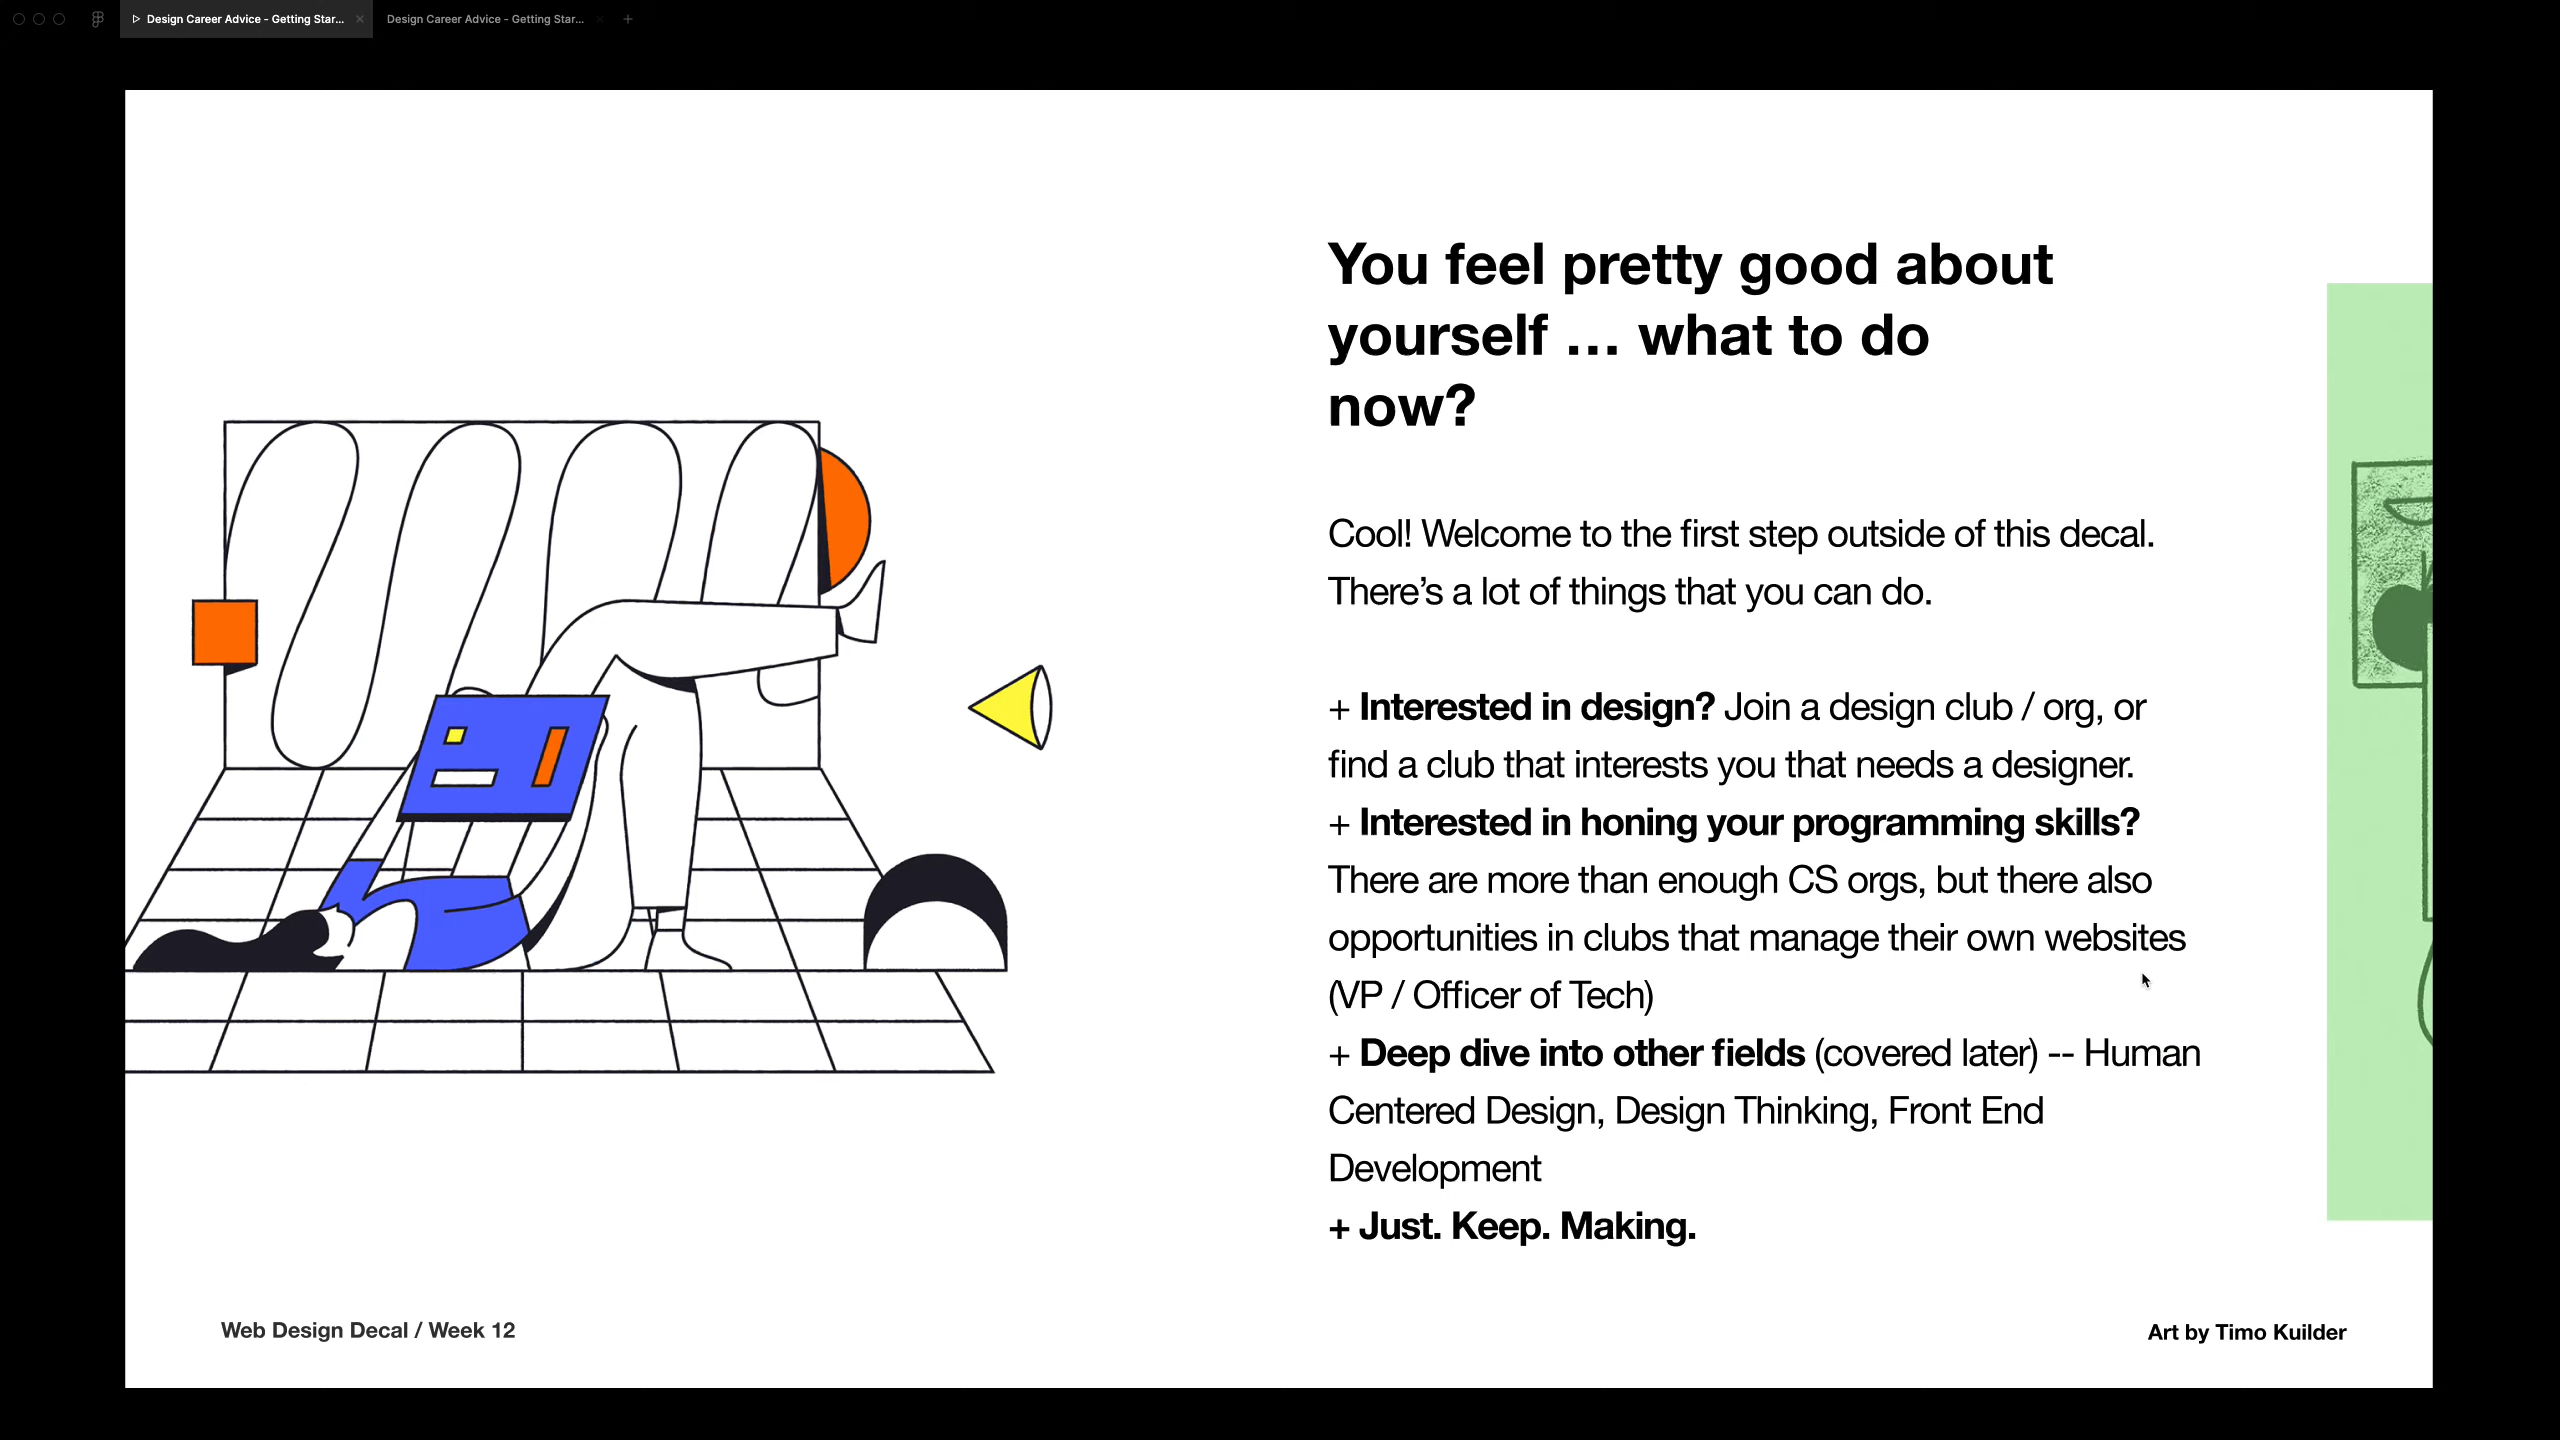 Design Career Advice - Getting Star...
Design Career Advice - Getting Star...
You feel pretty good about
yourself … what to do
now?
Cool! Welcome to the first step outside of this decal.
There’s a lot of things that you can do.
+ Interested in design? Join a design club / org, or
find a club that interests you that needs a designer.
+ Interested in honing your programming skills?
There are more than enough CS orgs, but there also
opportunities in clubs that manage their own websites
(VP / Officer of Tech)
+ Deep dive into other fields (covered later) -- Human
Centered Design, Design Thinking, Front End
Development
+ Just. Keep. Making.
Web Design Decal / Week 12
Art by Timo Kuilder